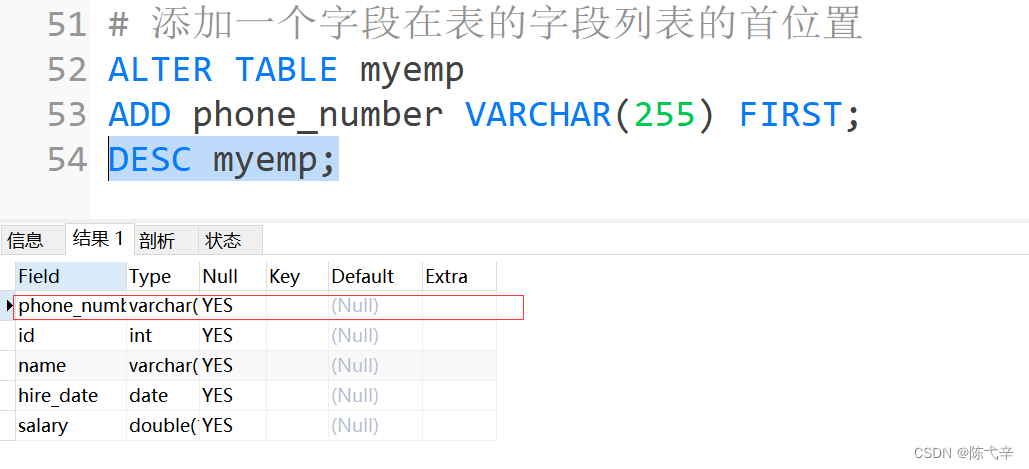 51 # 添加一个字段在表的字段列表的首位置
52 ALTER TABLE myemp
53 ADD phone_number VARCHAR(255) FIRST;
54 DESC myemp;
信息 结果 1 剖析 状态
Field Type Null Key Default Extra
phone_numb varchar( YES (Null)
id int YES (Null)
name varchar( YES (Null)
hire_date date YES (Null)
salary double( YES (Null)
CSDN @陈弋辛